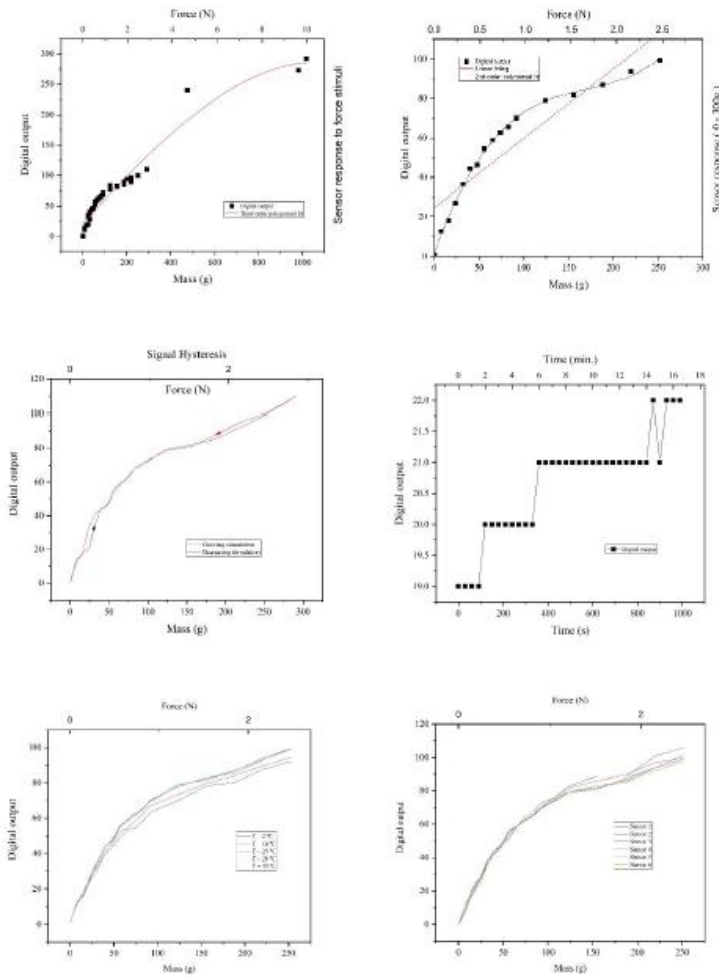 Force (N)
0 2 4 6 8 10
300
250
200
150
100
50
0
Digital output
Digital output
Third order polynomial fit
0 200 400 600 800 1000
Mass (g)
Sensor response to force stimuli
Force (N)
0.0 0.5 1.0 1.5 2.0 2.5
100
80
60
40
20
0
Digital output
Digital output
Linear fitting
2nd order polynomial fit
0 50 100 150 200 250
Mass (g)
Sensor response ( 0 - 300g )
Signal Hysteresis
0 2
Force (N)
120
100
80
60
40
20
0
Digital output
0 50 100 150 200 250 300
Mass (g)
Time (min.)
0 2 4 6 8 10 12 14 16 18
22.0
21.5
21.0
20.5
20.0
19.5
19.0
Digital output
Digital output
0 200 400 600 800 1000
Time (s)
Force (N)
0 2
100
80
60
40
20
0
Digital output
0 50 100 150 200 250
Mass (g)
Force (N)
0 2
120
100
80
60
40
20
0
Digital output
Sensor 1
Sensor 2
Sensor 3
Sensor 4
Sensor 5
Sensor 6
0 50 100 150 200 250
Mass (g)